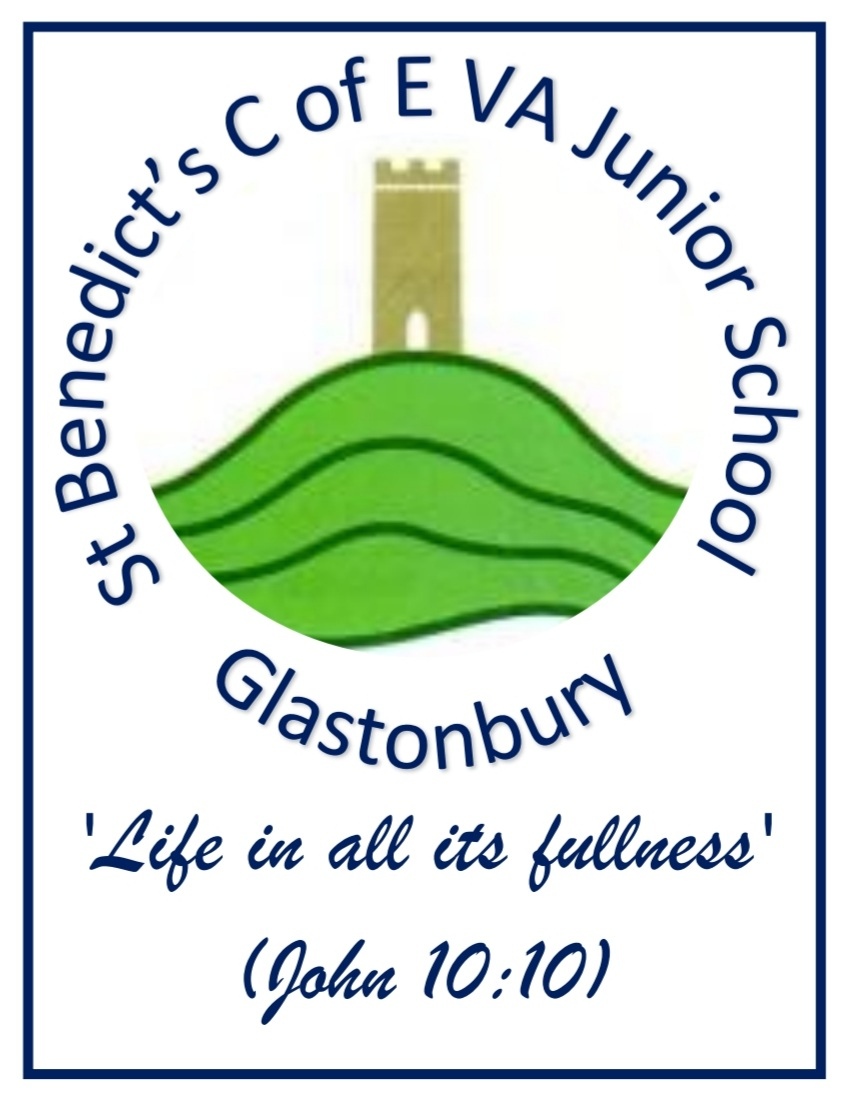 St Benedict’s C of E VA Junior School
Glastonbury
'Life in all its fullness'
(John 10:10)